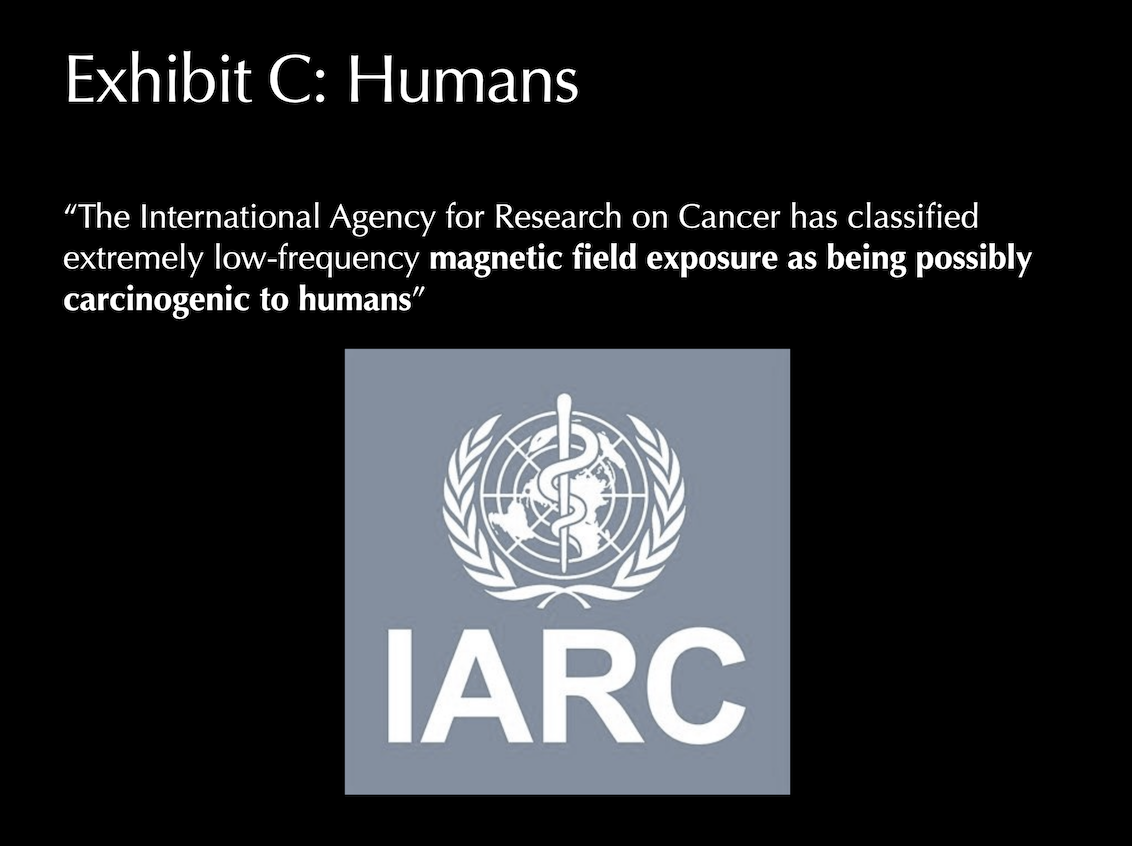 Exhibit C: Humans
“The International Agency for Research on Cancer has classified
extremely low-frequency magnetic field exposure as being possibly
carcinogenic to humans”
IARC